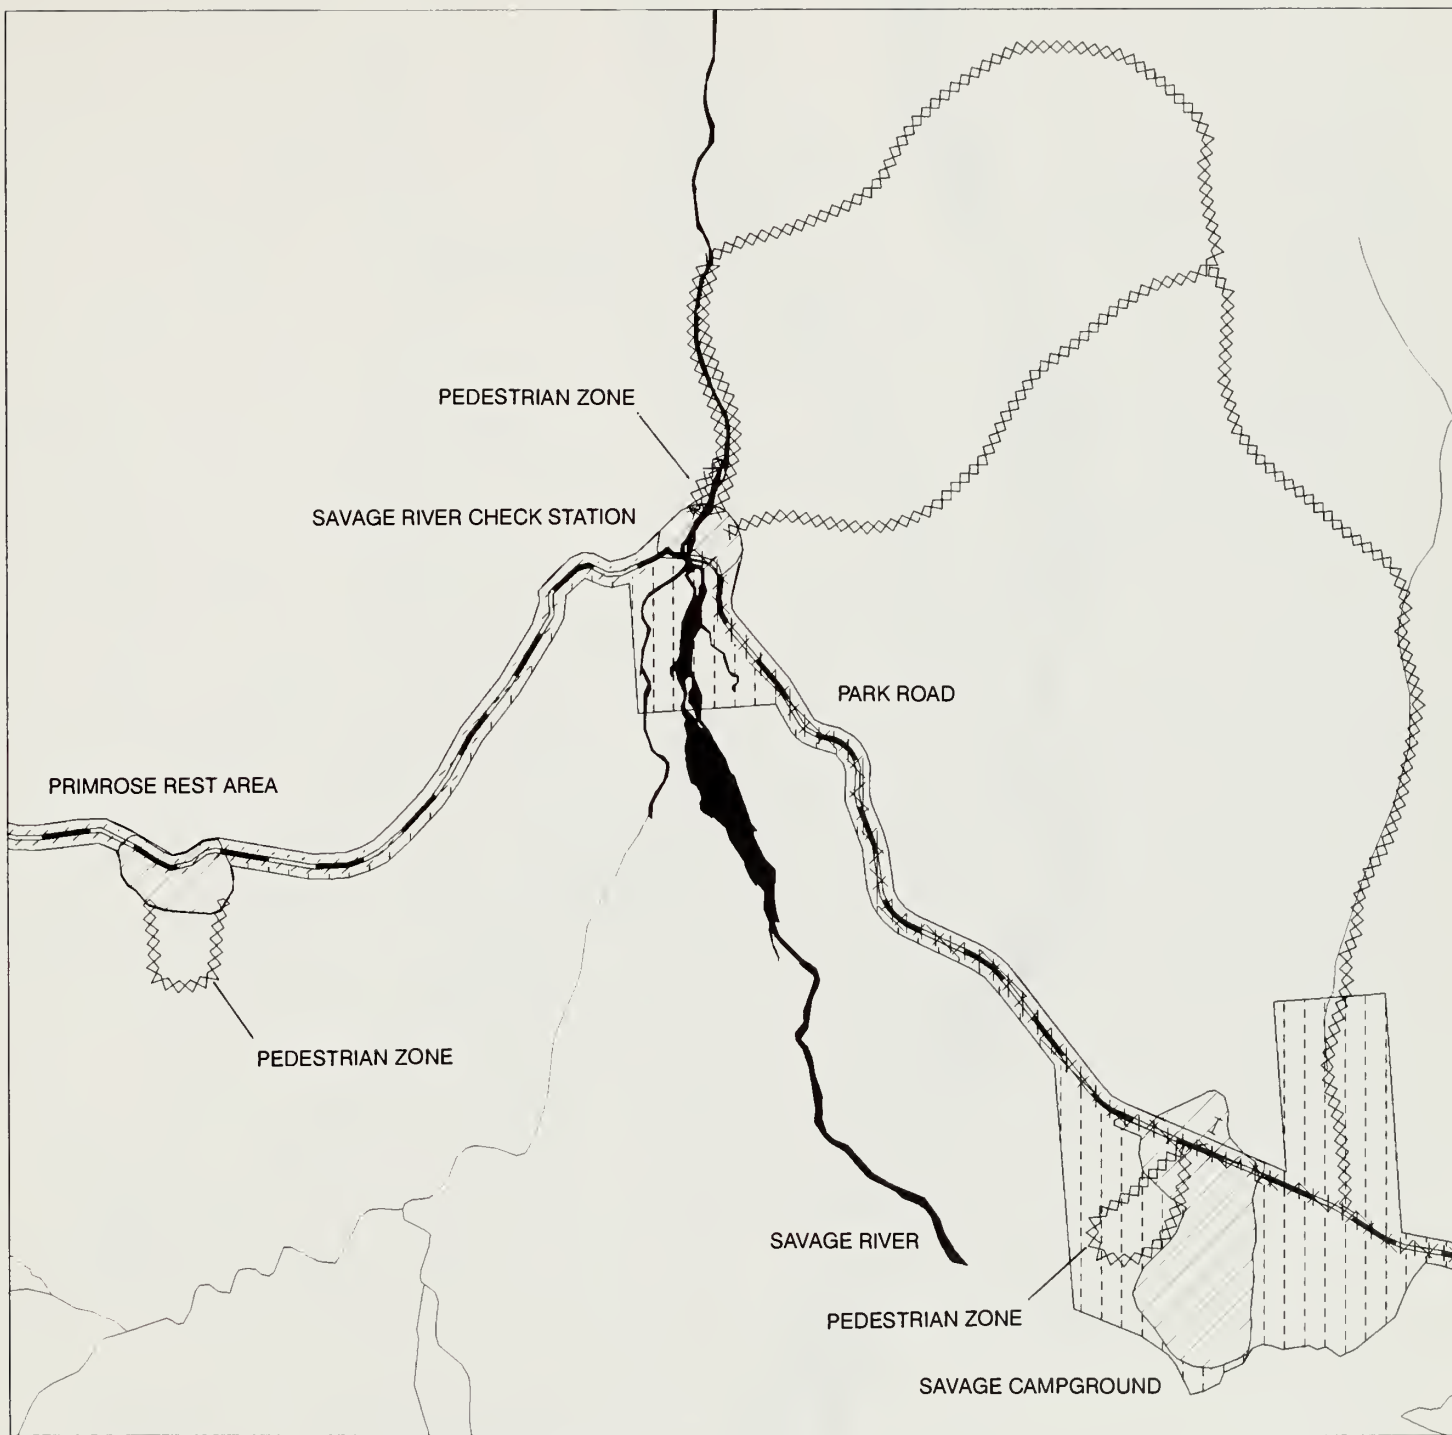 PEDESTRIAN ZONE
SAVAGE RIVER CHECK STATION
PARK ROAD
PRIMROSE REST AREA
PEDESTRIAN ZONE
SAVAGE RIVER
PEDESTRIAN ZONE
SAVAGE CAMPGROUND